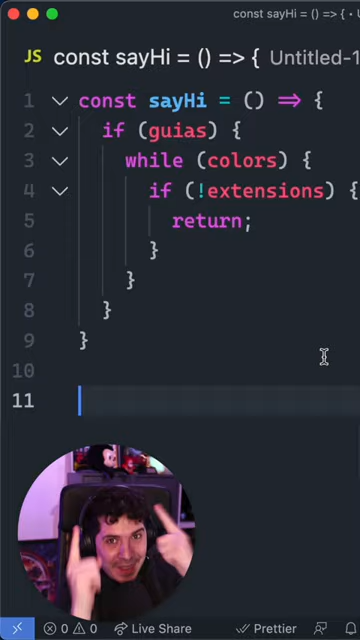 const sayHi = () => { •
JS const sayHi = () => { Untitled-1
1 const sayHi = () => {
2 if (guias) {
3 while (colors) {
4 if (!extensions) {
5 return;
6 }
7 }
8 }
9 }
10
11
0 0 Live Share Prettier